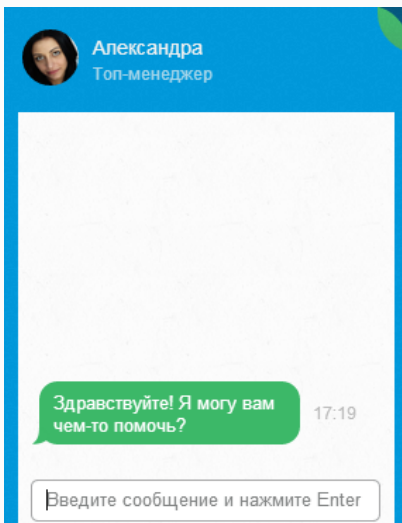 Александра
Топ-менеджер
Здравствуйте! Я могу вам
чем-то помочь?
17:19
Введите сообщение и нажмите Enter